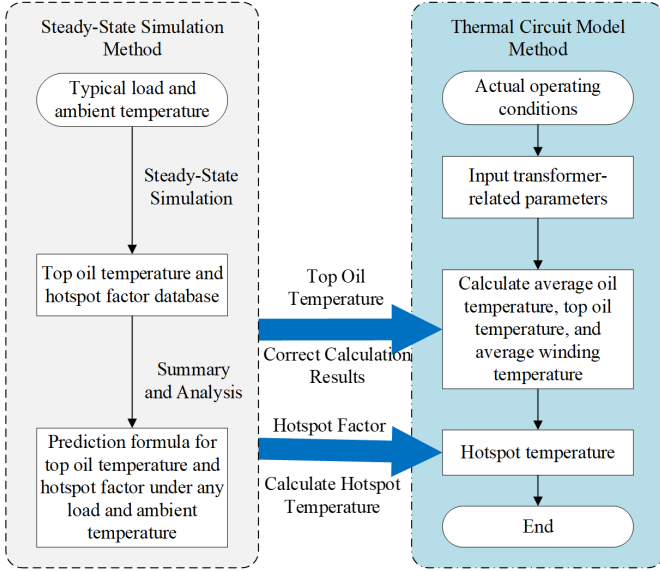 Steady-State Simulation
Method
Typical load and
ambient temperature
Steady-State
Simulation
Top oil temperature and
hotspot factor database
Summary
and Analysis
Prediction formula for
top oil temperature and
hotspot factor under any
load and ambient
temperature
Top Oil
Temperature
Correct Calculation
Results
Hotspot Factor
Calculate Hotspot
Temperature
Thermal Circuit Model
Method
Actual operating
conditions
Input transformer-
related parameters
Calculate average oil
temperature, top oil
temperature, and
average winding
temperature
Hotspot temperature
End